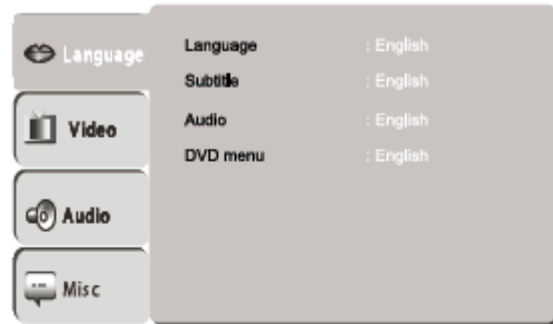 Language
Video
Audio
Misc
Language : English
Subtitle : English
Audio : English
DVD menu : English